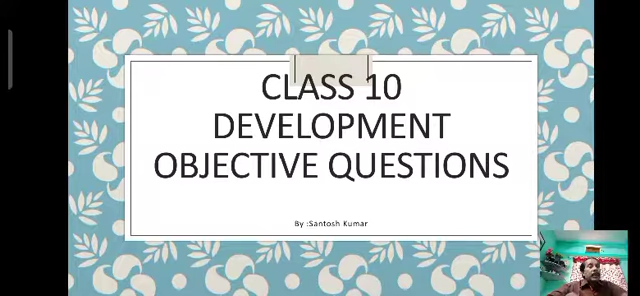 CLASS 10
DEVELOPMENT
OBJECTIVE QUESTIONS
By :Santosh Kumar